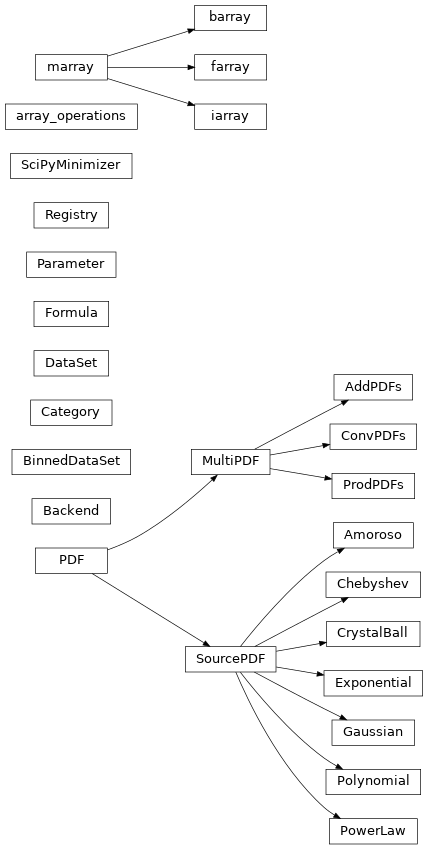 barray
marray
farray
iarray
array_operations
SciPyMinimizer
Registry
Parameter
Formula
DataSet
AddPDFs
Category
ConvPDFs
BinnedDataSet
MultiPDF
ProdPDFs
Backend
Amoroso
PDF
Chebyshev
CrystalBall
SourcePDF
Exponential
Gaussian
Polynomial
PowerLaw